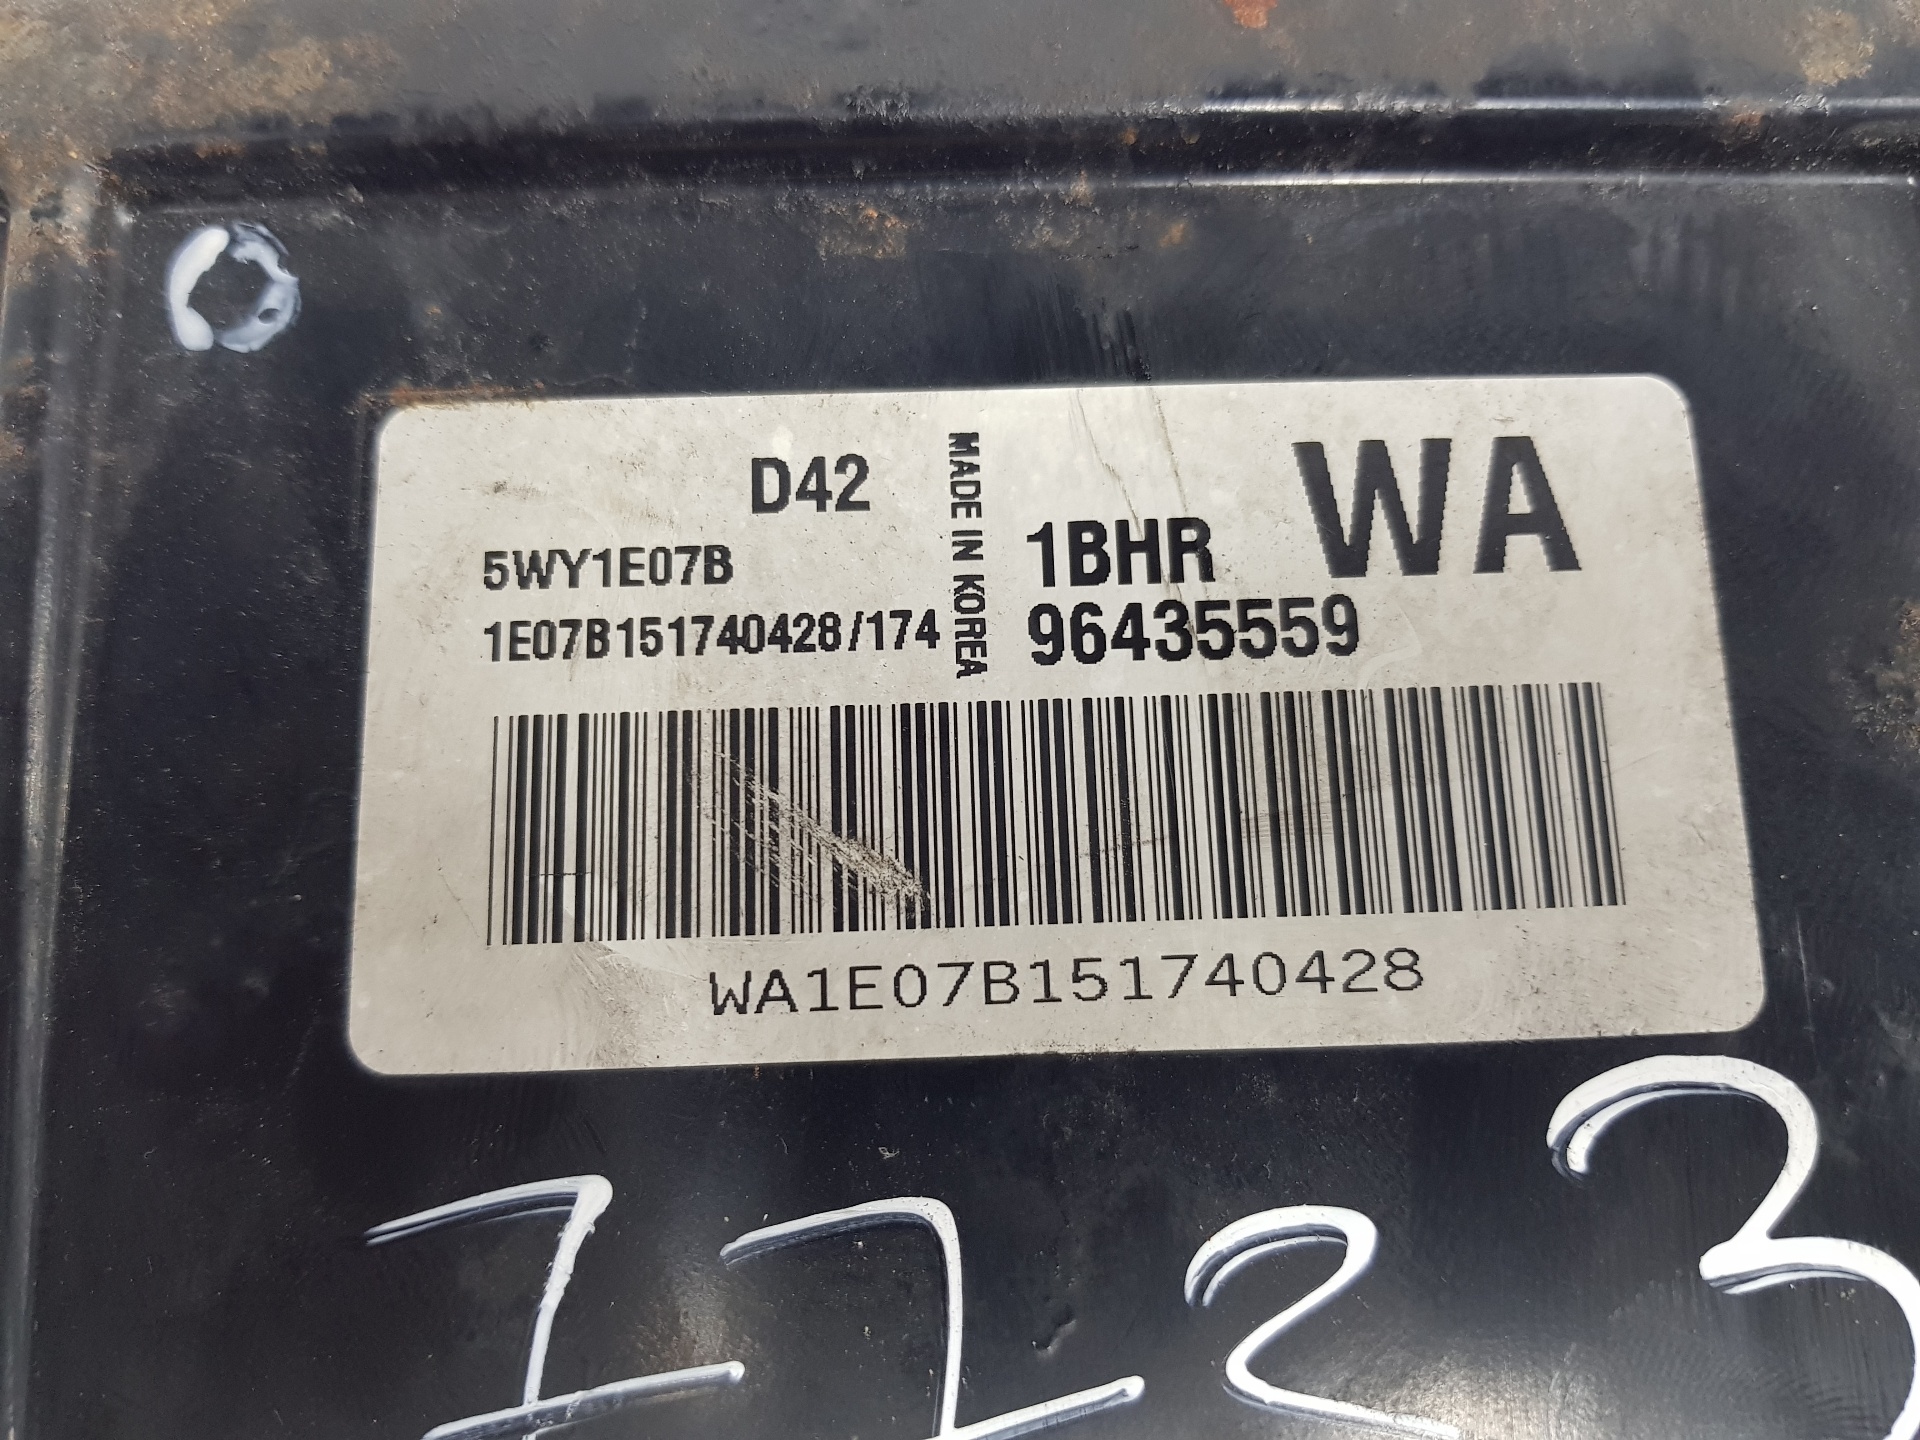 D42
5WY1E07B
1E07B151740428/174
MADE IN KOREA
WA
1BHR
96435559
WA1E07B151740428
7723